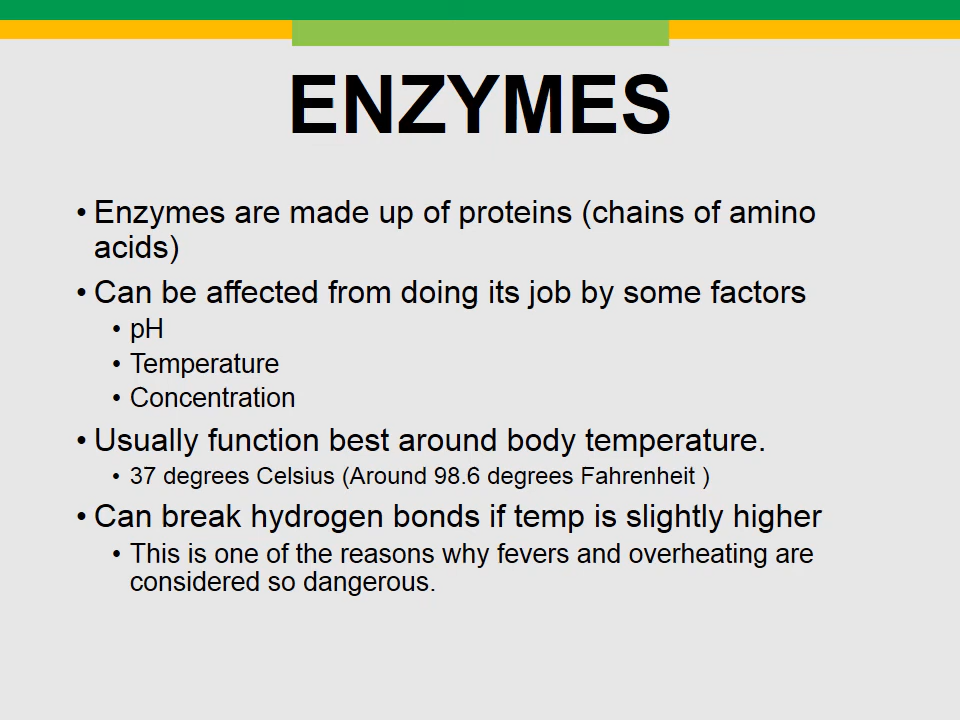 ENZYMES
• Enzymes are made up of proteins (chains of amino
acids)
• Can be affected from doing its job by some factors
• pH
• Temperature
• Concentration
• Usually function best around body temperature.
• 37 degrees Celsius (Around 98.6 degrees Fahrenheit )
• Can break hydrogen bonds if temp is slightly higher
• This is one of the reasons why fevers and overheating are
considered so dangerous.